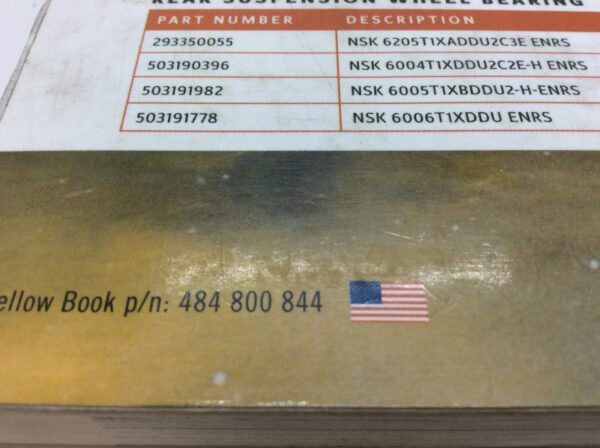 REAR SUSPENSION WHEEL BEARING
PART NUMBER DESCRIPTION
293350055 NSK 6205T1XADDU2C3E ENRS
503190396 NSK 6004T1XDDU2C2E-H ENRS
503191982 NSK 6005T1XBDDU2-H-ENRS
503191778 NSK 6006T1XDDU ENRS
ellow Book p/n: 484 800 844